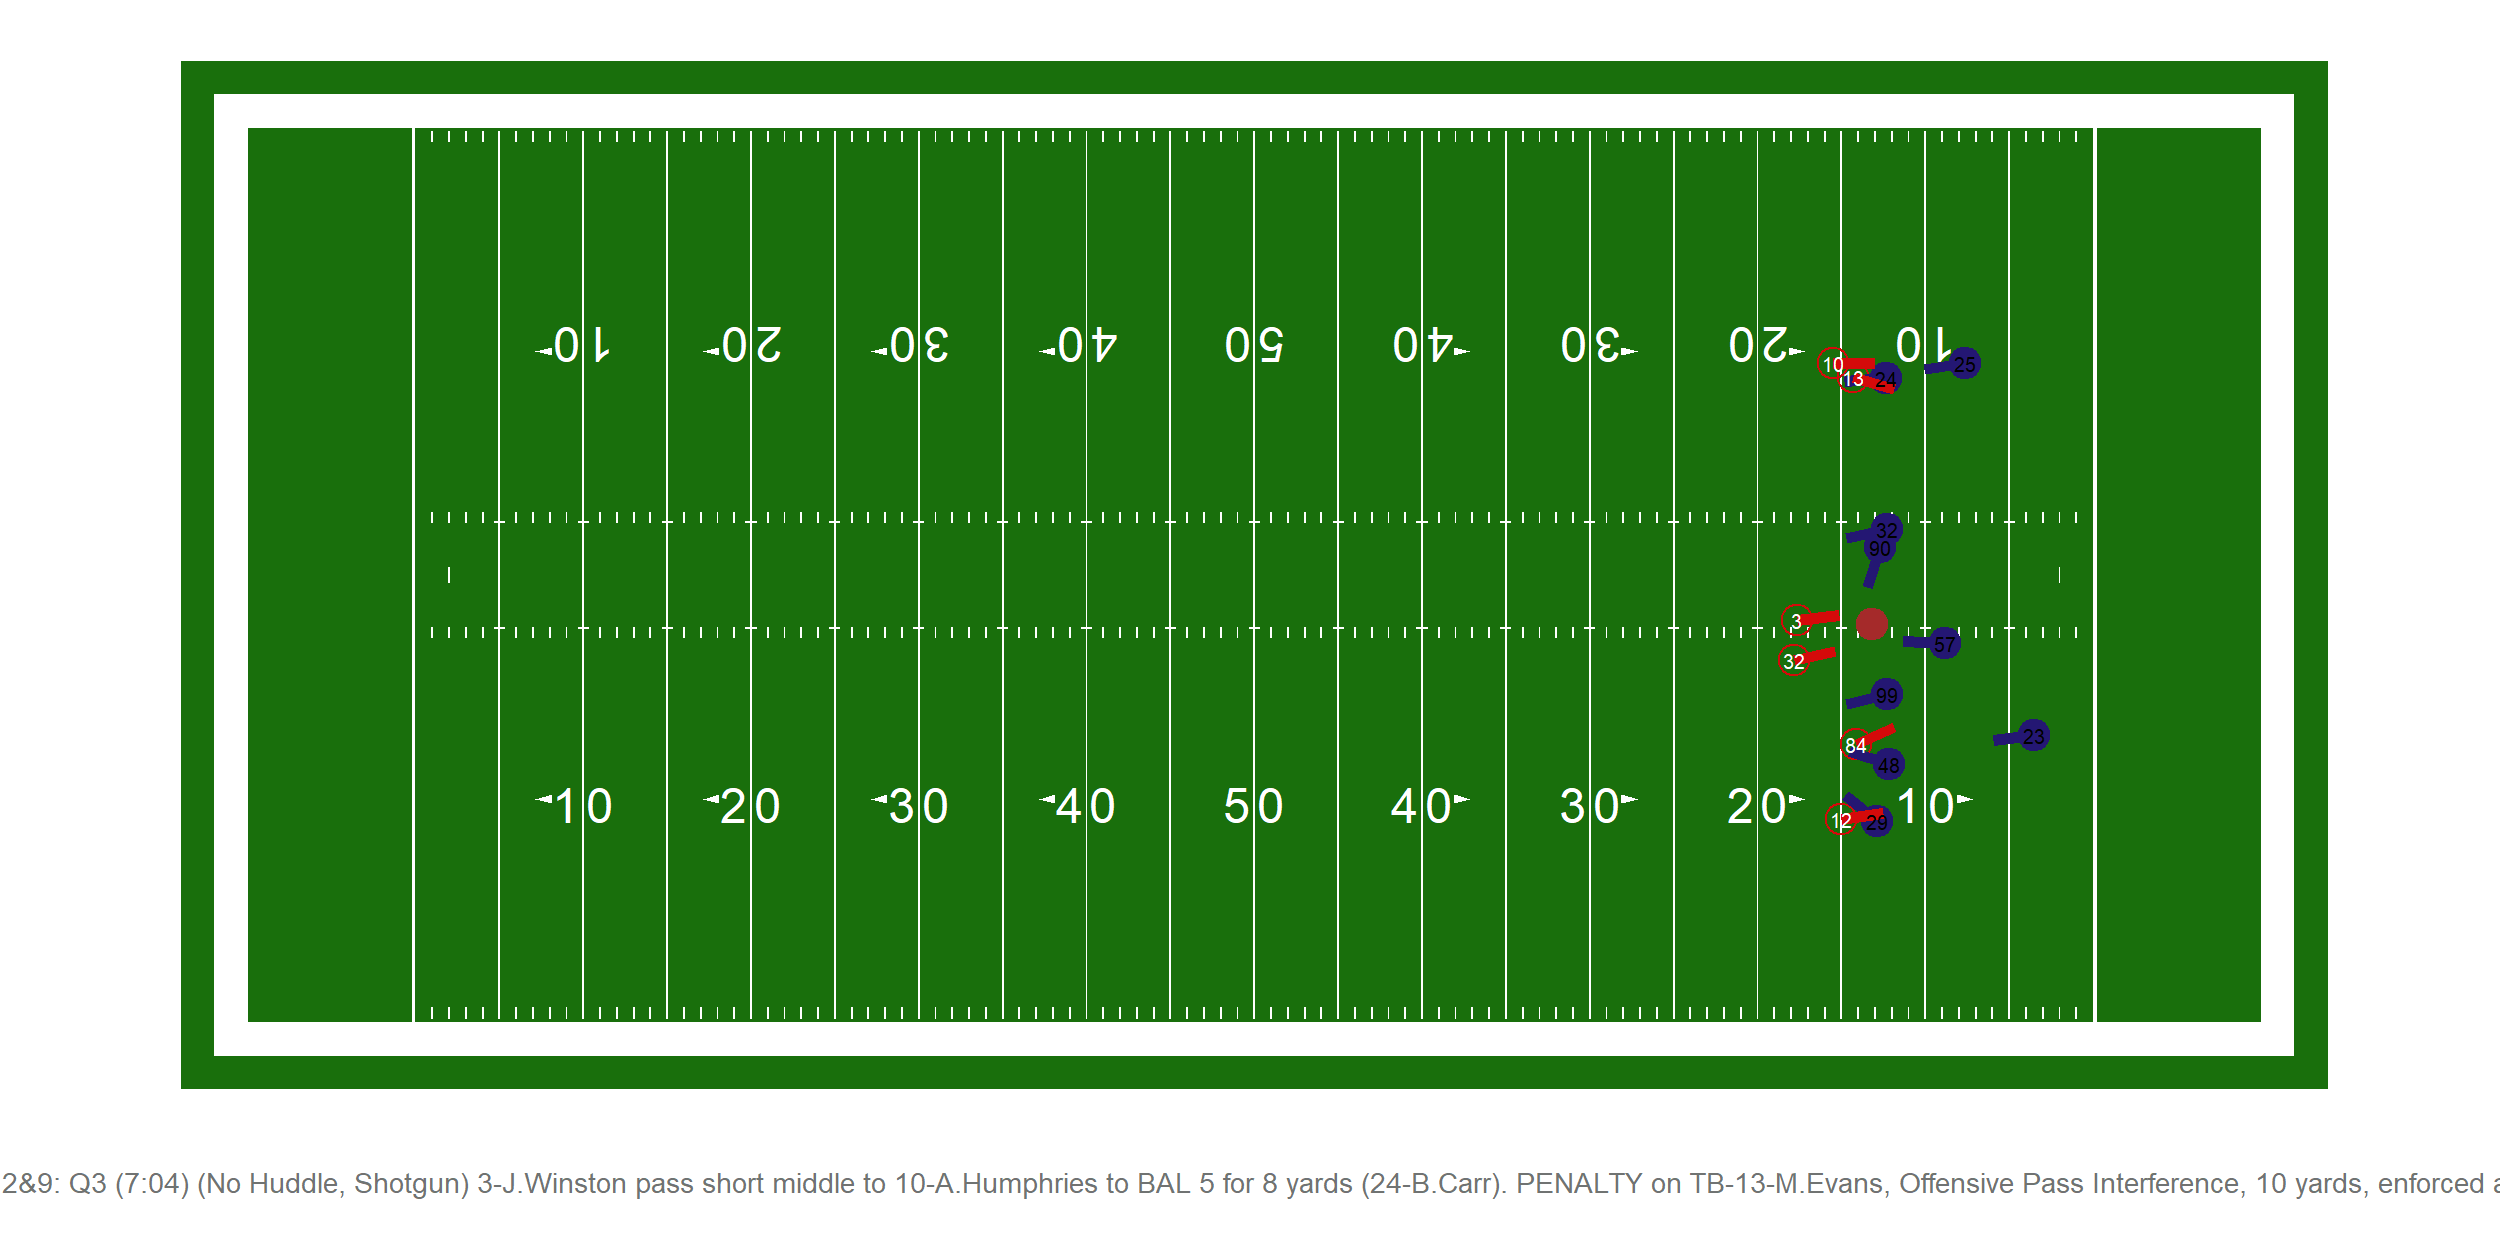 10 20 30 40 50 40 30 20 10
10 13 24 25
32
90
3
57
32
99
84 23
48
10 20 30 40 50 40 30 20 10
12 29
2&9: Q3 (7:04) (No Huddle, Shotgun) 3-J.Winston pass short middle to 10-A.Humphries to BAL 5 for 8 yards (24-B.Carr). PENALTY on TB-13-M.Evans, Offensive Pass Interference, 10 yards, enforced a